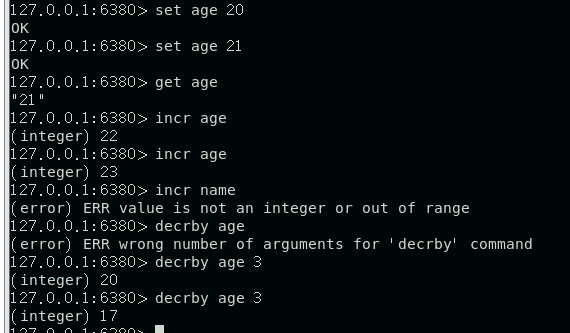 127.0.0.1:6380> set age 20
OK
127.0.0.1:6380> set age 21
OK
127.0.0.1:6380> get age
"21"
127.0.0.1:6380> incr age
(integer) 22
127.0.0.1:6380> incr age
(integer) 23
127.0.0.1:6380> incr name
(error) ERR value is not an integer or out of range
127.0.0.1:6380> decrby age
(error) ERR wrong number of arguments for 'decrby' command
127.0.0.1:6380> decrby age 3
(integer) 20
127.0.0.1:6380> decrby age 3
(integer) 17
127.0.0.1:6380>